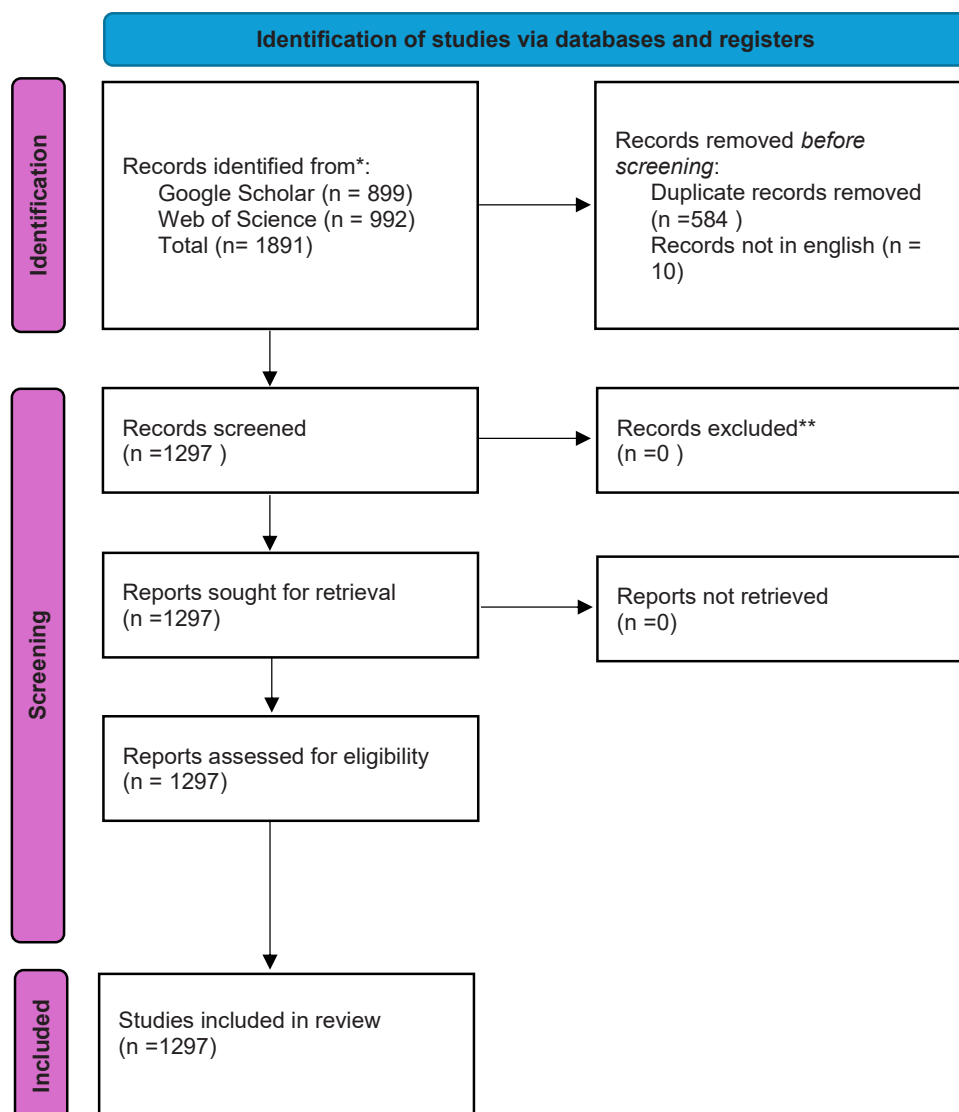 Identification of studies via databases and registers
Identification
Records identified from*:
Google Scholar (n = 899)
Web of Science (n = 992)
Total (n= 1891)
Records removed before
screening:
Duplicate records removed
(n =584 )
Records not in english (n =
10)
Screening
Records screened
(n =1297 )
Records excluded**
(n =0 )
Reports sought for retrieval
(n =1297)
Reports not retrieved
(n =0)
Reports assessed for eligibility
(n = 1297)
Included
Studies included in review
(n =1297)